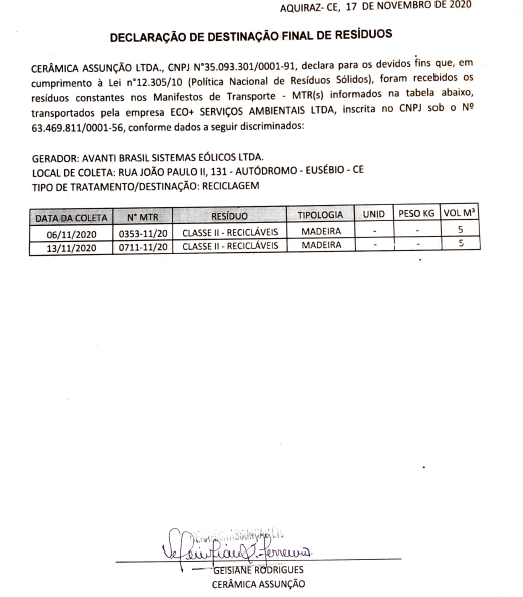 AQUIRAZ- CE, 17 DE NOVEMBRO DE 2020
DECLARAÇÃO DE DESTINAÇÃO FINAL DE RESÍDUOS
CERÂMICA ASSUNÇÃO LTDA., CNPJ N°35.093.301/0001-91, declara para os devidos fins que, em
cumprimento à Lei n°12.305/10 (Política Nacional de Resíduos Sólidos), foram recebidos os
resíduos constantes nos Manifestos de Transporte - MTR(s) informados na tabela abaixo,
transportados pela empresa ECO+ SERVIÇOS AMBIENTAIS LTDA, inscrita no CNPJ sob o Nº
63.469.811/0001-56, conforme dados a seguir discriminados:
GERADOR: AVANTI BRASIL SISTEMAS EÓLICOS LTDA.
LOCAL DE COLETA: RUA JOÃO PAULO II, 131 - AUTÓDROMO - EUSÉBIO - CE
TIPO DE TRATAMENTO/DESTINAÇÃO: RECICLAGEM
DATA DA COLETA N° MTR RESÍDUO TIPOLOGIA UNID PESO KG VOL M³
06/11/2020 0353-11/20 CLASSE II - RECICLÁVEIS MADEIRA - - 5
13/11/2020 0711-11/20 CLASSE II - RECICLÁVEIS MADEIRA - - 5
GEISIANE RODRIGUES
CERÂMICA ASSUNÇÃO